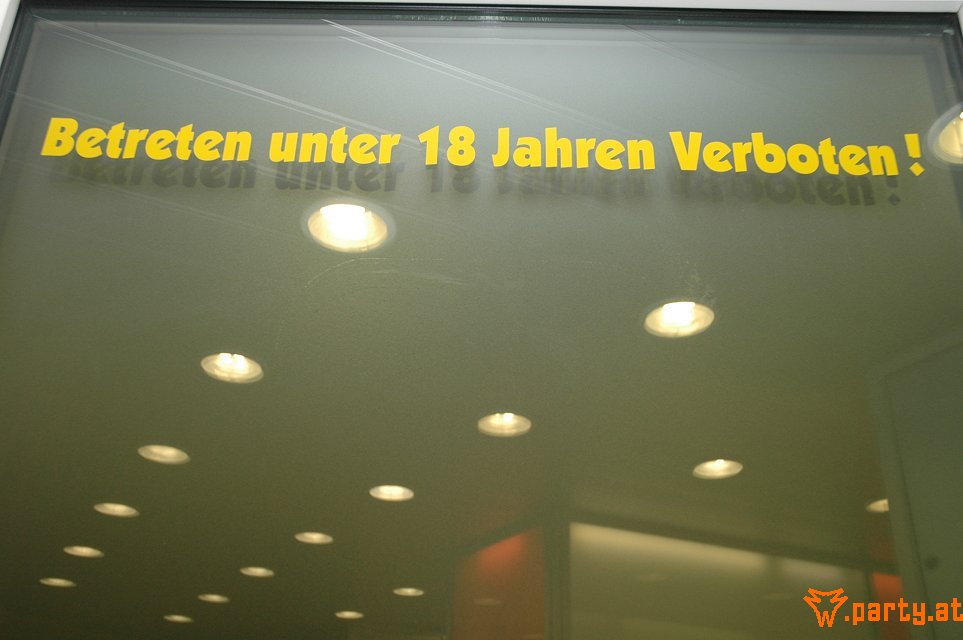 Betreten unter 18 Jahren Verboten!
W.party.at